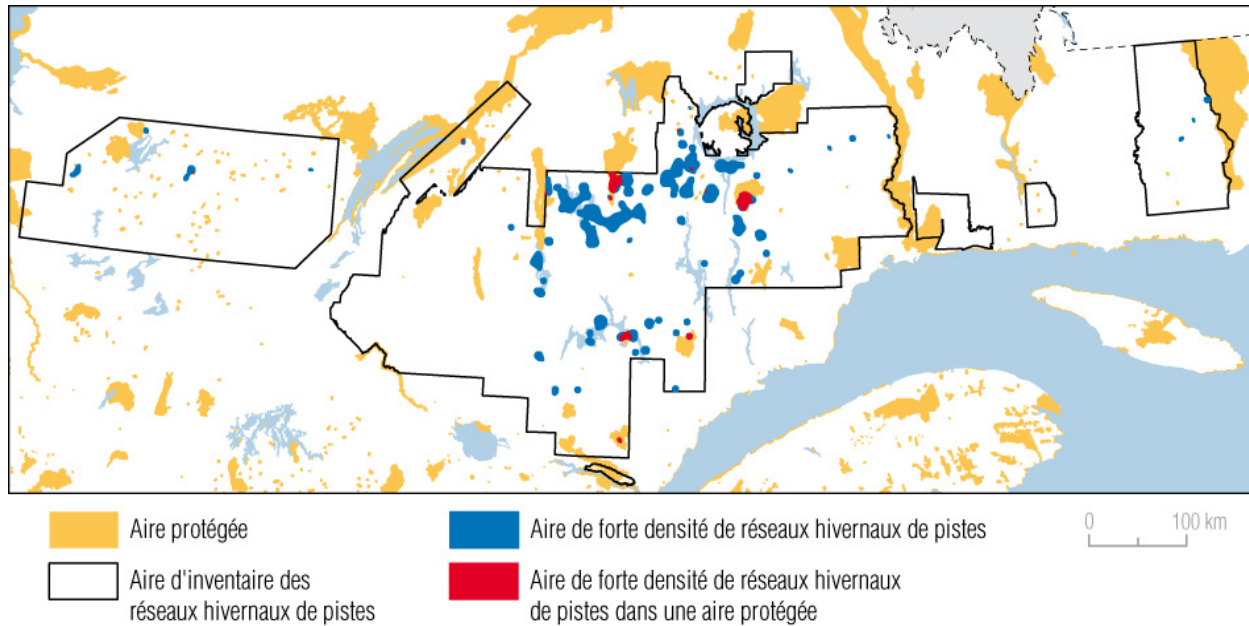 Aire protégée
Aire d'inventaire des
réseaux hivernaux de pistes
Aire de forte densité de réseaux hivernaux de pistes
Aire de forte densité de réseaux hivernaux
de pistes dans une aire protégée
0 100 km